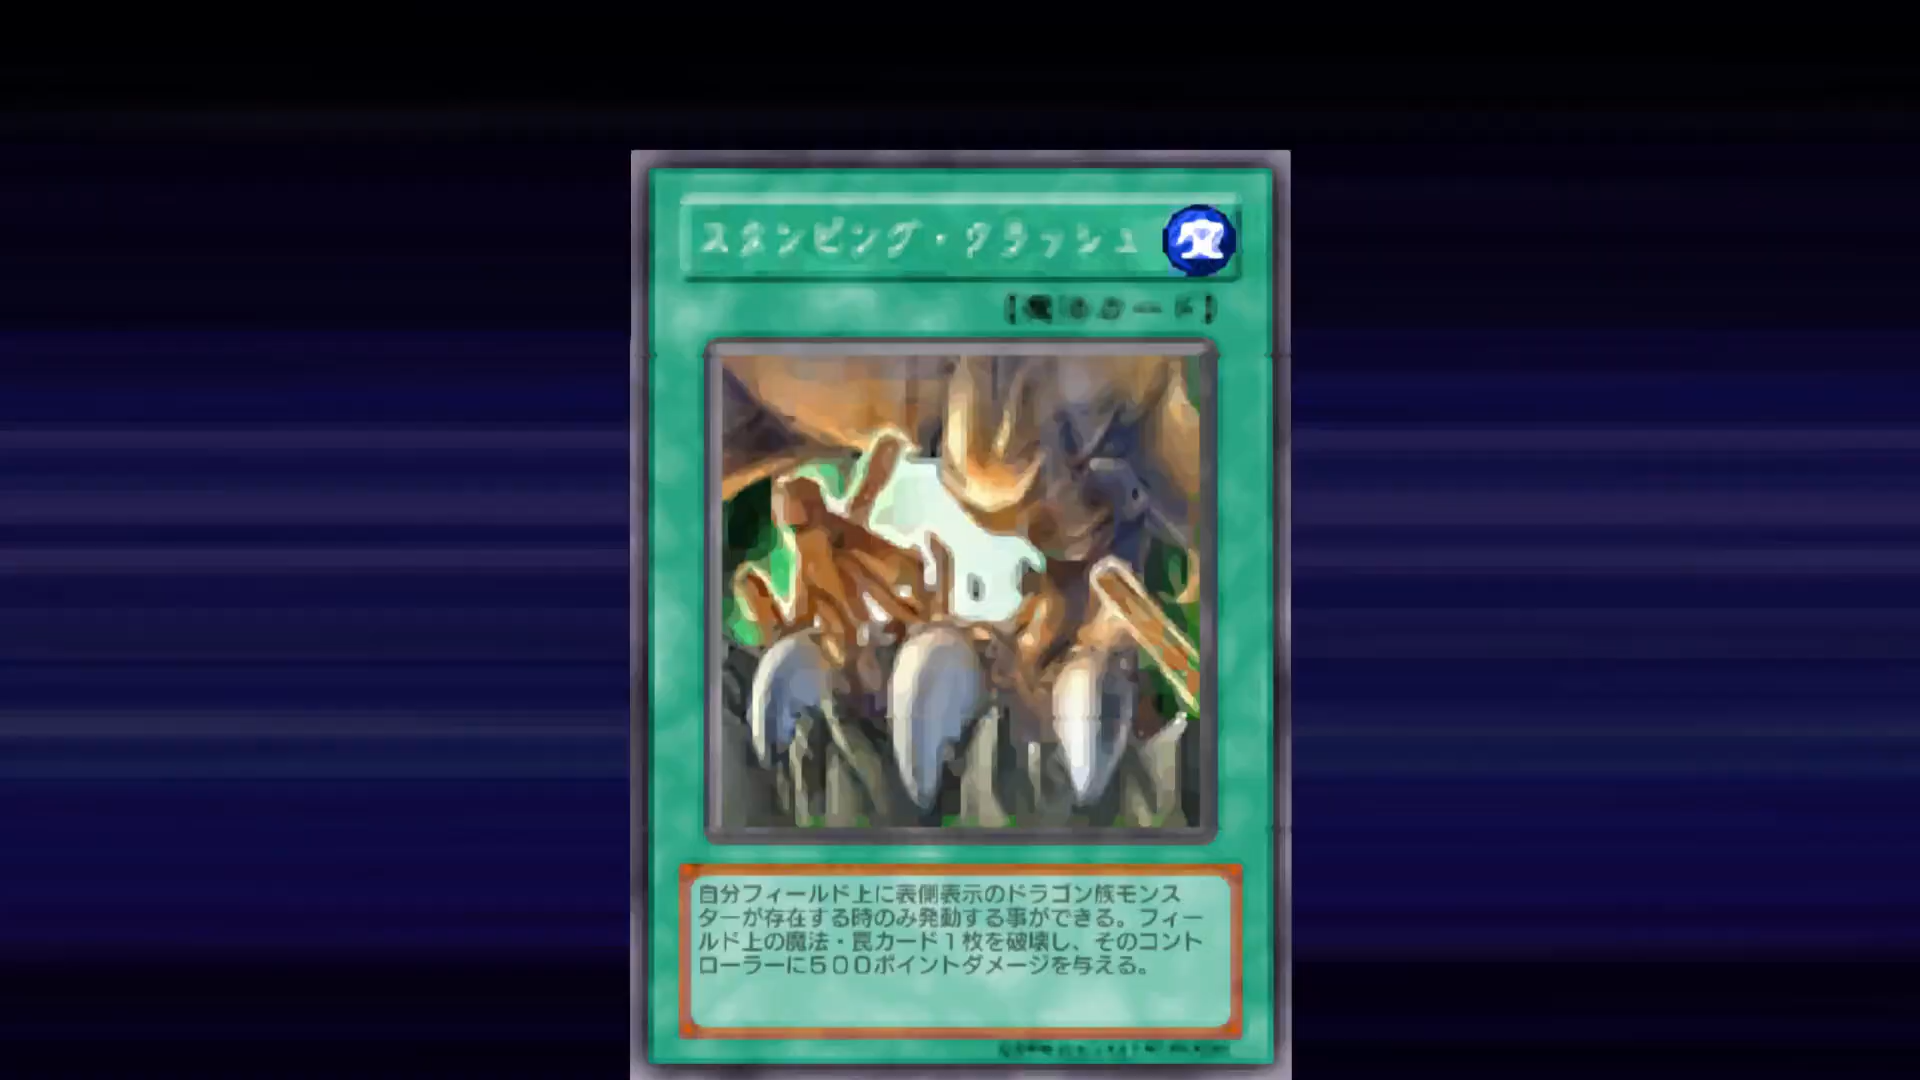 スタンピング・クラッシュ
【魔法カード】
自分フィールド上に表側表示のドラゴン族モンス
ターが存在する時のみ発動する事ができる。フィー
ルド上の魔法・罠カード１枚を破壊し、そのコント
ローラーに５００ポイントダメージを与える。